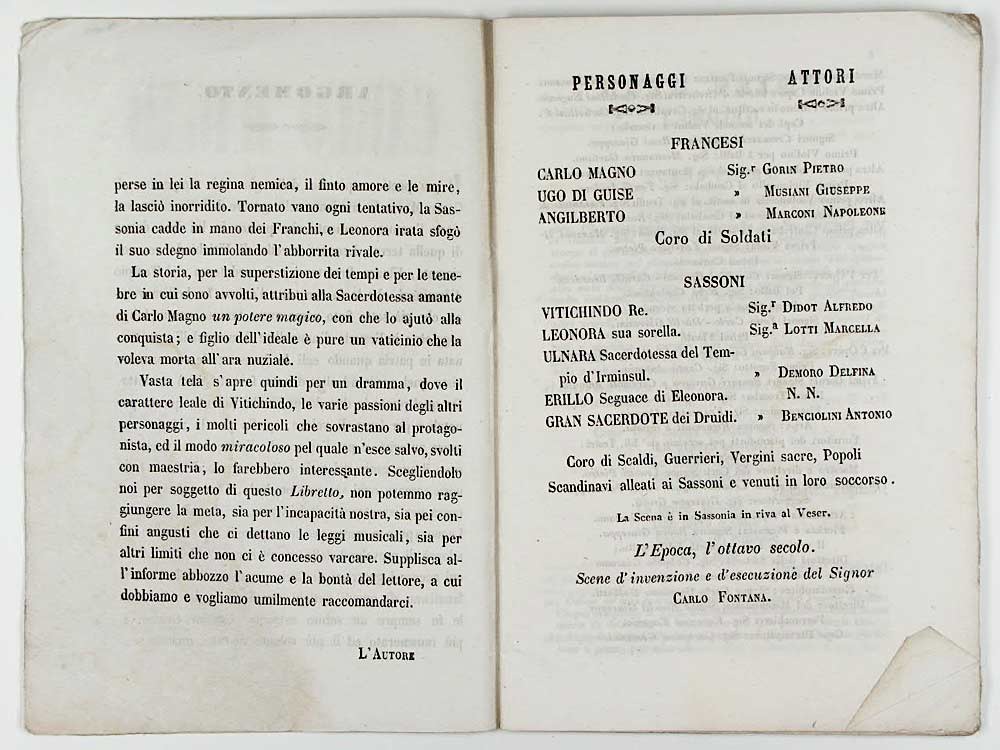 perse in lei la regina nemica, il finto amore e le mire,
la lasciò inorridito. Tornato vano ogni tentativo, la Sas-
sonia cadde in mano dei Franchi, e Leonora irata sfogò
il suo sdegno immolando l'abborrita rivale.
La storia, per la superstizione dei tempi e per le tene-
bre in cui sono avvolti, attribuì alla Sacerdotessa amante
di Carlo Magno un potere magico, con che lo ajutò alla
conquista; e figlio dell'ideale è pure un vaticinio che la
voleva morta all'ara nuziale.
Vasta tela s'apre quindi per un dramma, dove il
carattere leale di Vitichindo, le varie passioni degli altri
personaggi, i molti pericoli che sovrastano al protago-
nista, ed il modo miracoloso pel quale n'esce salvo, svolti
con maestria, lo farebbero interessante. Scegliendolo
noi per soggetto di questo Libretto, non potemmo rag-
giungere la meta, sia per l'incapacità nostra, sia pei con-
fini angusti che ci dettano le leggi musicali, sia per
altri limiti che non ci è concesso varcare. Supplisca al-
l'informe abbozzo l'acume e la bontà del lettore, a cui
dobbiamo e vogliamo umilmente raccomandarci.
L'AUTORE
PERSONAGGI ATTORI
FRANCESI
CARLO MAGNO Sig.r GORIN PIETRO
UGO DI GUISE » MUSIANI GIUSEPPE
ANGILBERTO » MARCONI NAPOLEONE
Coro di Soldati
SASSONI
VITICHINDO Re. Sig.r DIDOT ALFREDO
LEONORA sua sorella. Sig.a LOTTI MARCELLA
ULNARA Sacerdotessa del Tem-
pio d'Irminsul. » DEMORO DELFINA
ERILLO Seguace di Eleonora. N. N.
GRAN SACERDOTE dei Druidi. » BENCIOLINI ANTONIO
Coro di Scaldi, Guerrieri, Vergini sacre, Popoli
Scandinavi alleati ai Sassoni e venuti in loro soccorso.
La Scena è in Sassonia in riva al Veser.
L'Epoca, l'ottavo secolo.
Scene d'invenzione e d'esecuzione del Signor
CARLO FONTANA.